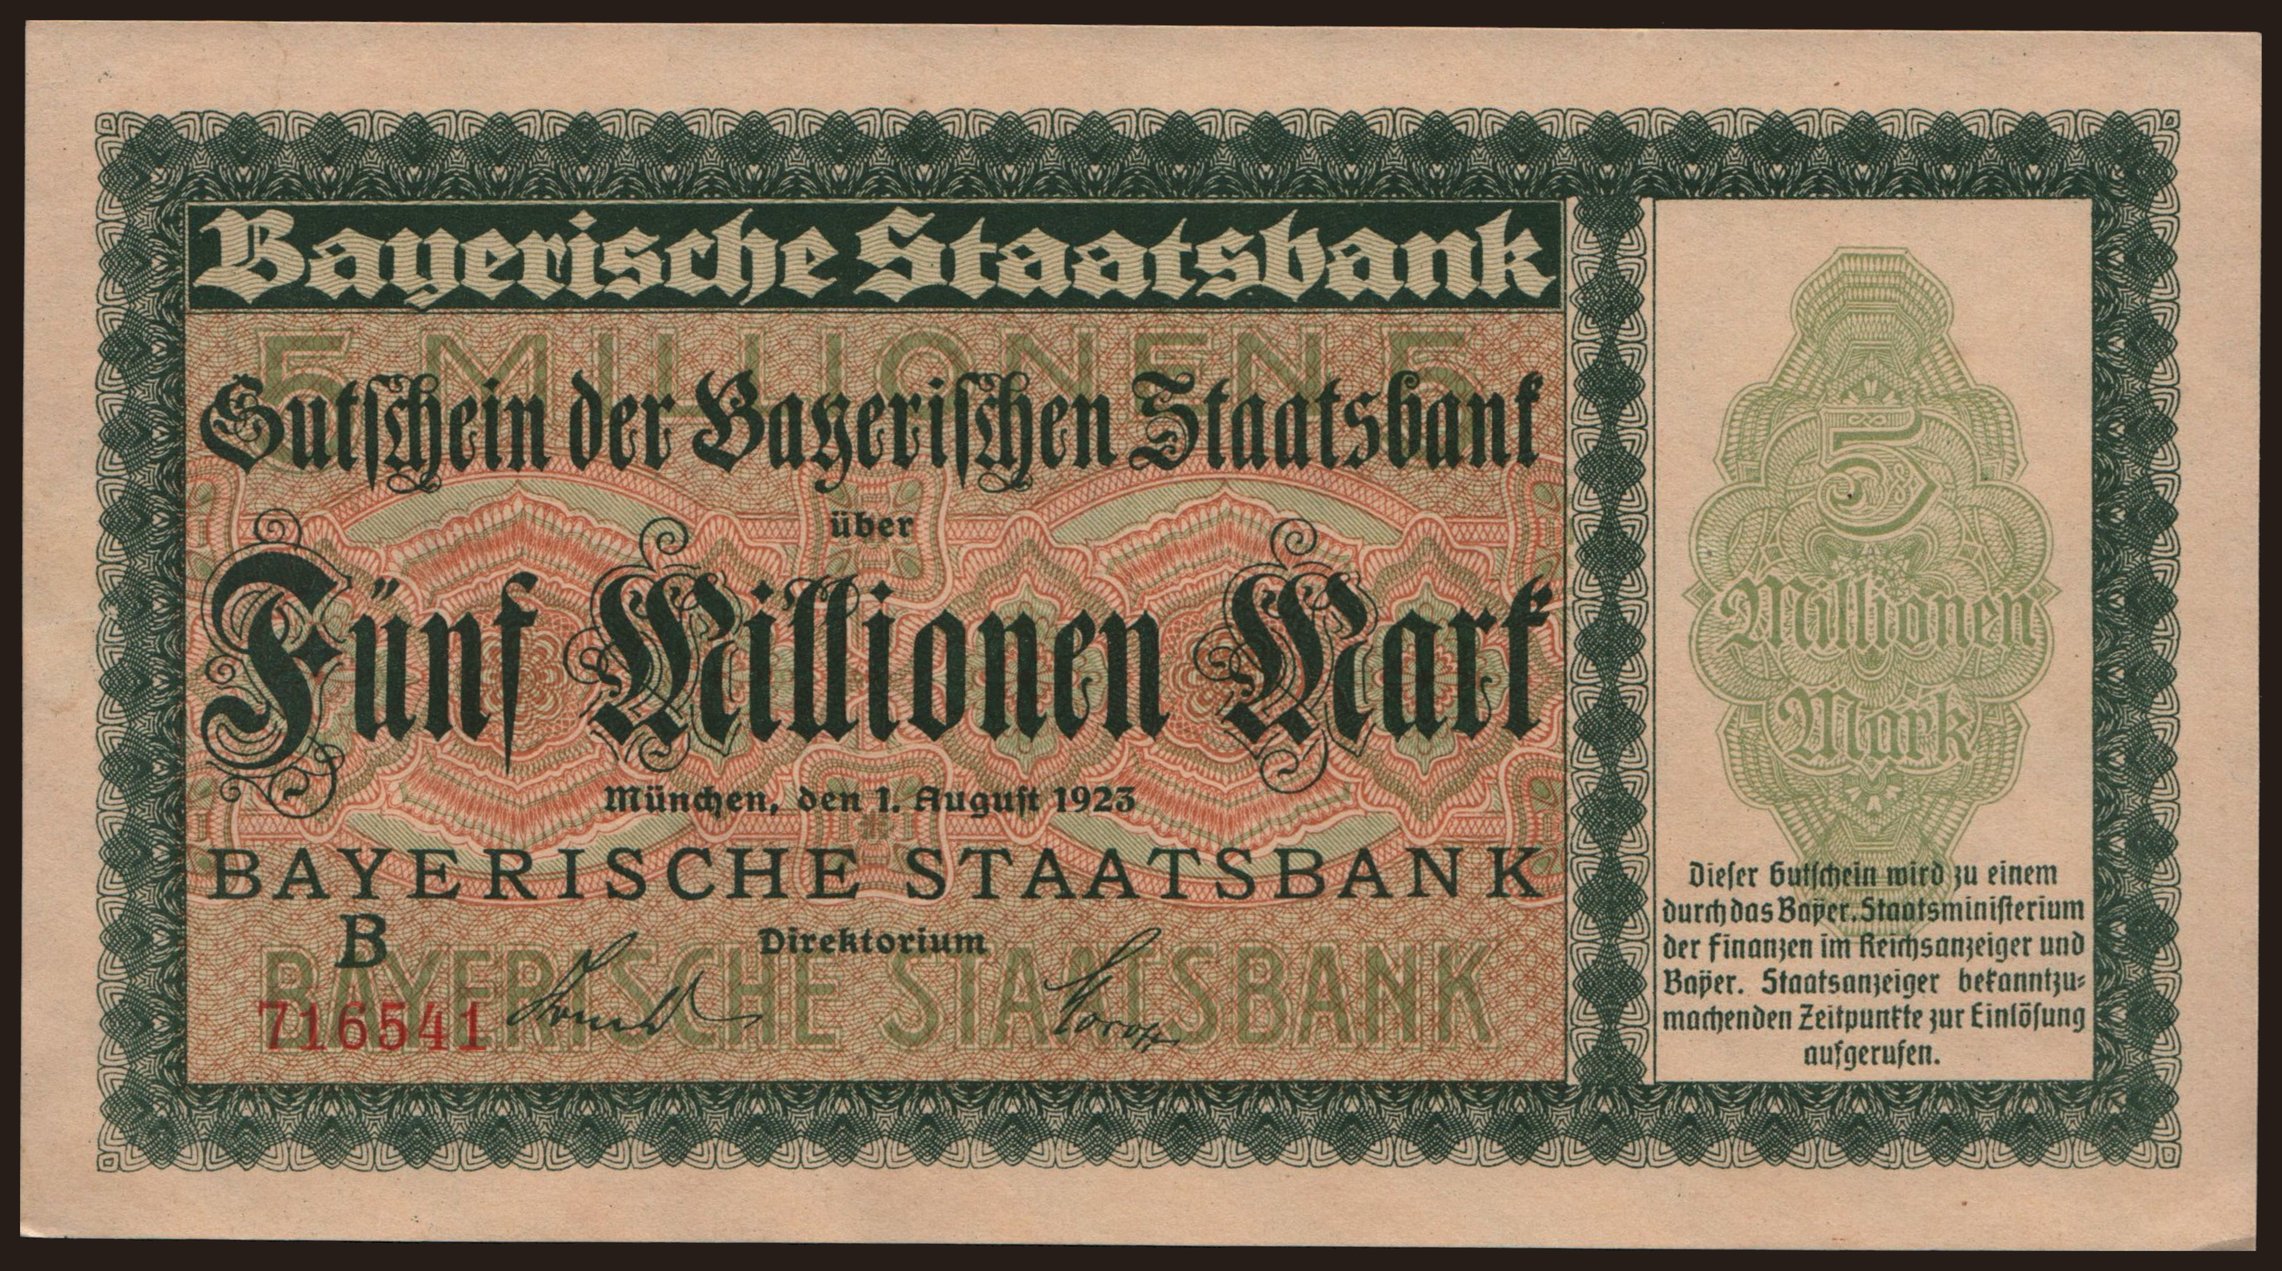 Bayerische Staatsbank
5 MILLIONEN 5
Gutschein der Bayerischen Staatsbank
über
Fünf Millionen Mark
München, den 1. August 1923
BAYERISCHE STAATSBANK
B
Direktorium
BAYERISCHE STAATSBANK
716541
5
Millionen
Mark
Dieser Gutschein wird zu einem
durch das Bayer. Staatsministerium
der Finanzen im Reichsanzeiger und
Bayer. Staatsanzeiger bekanntzu-
machenden Zeitpunkte zur Einlösung
aufgerufen.